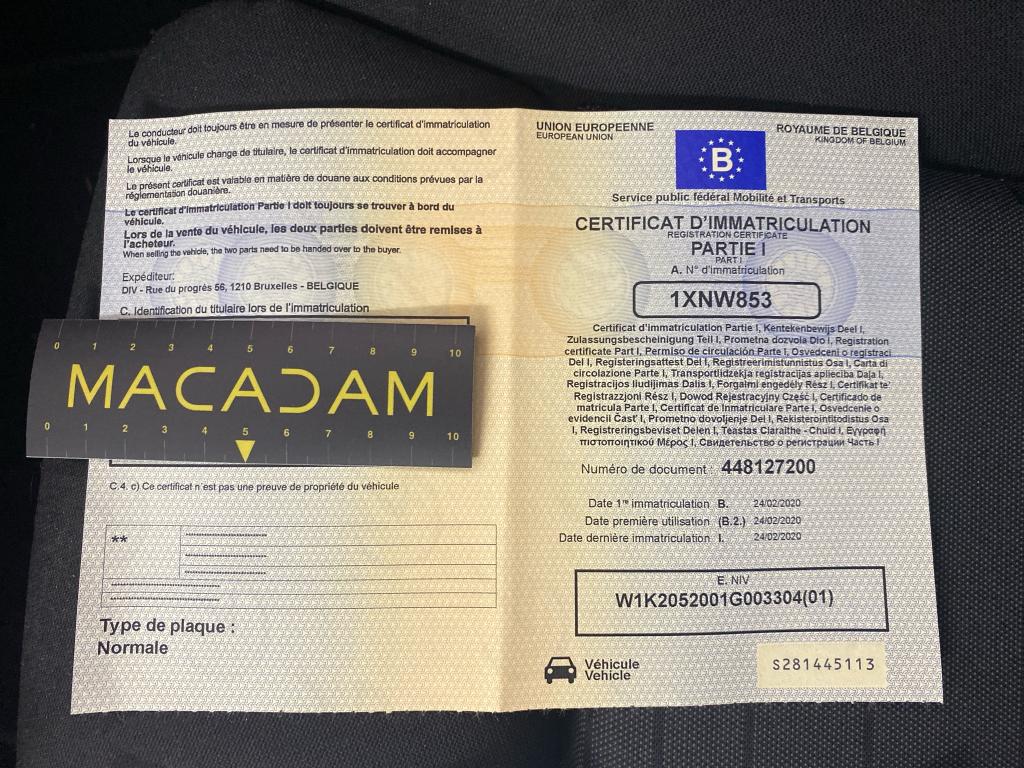 Le conducteur doit toujours être en mesure de présenter le certificat d'immatriculation
du véhicule.
Lorsque le véhicule change de titulaire, le certificat d'immatriculation doit accompagner
le véhicule.
Le présent certificat est valable en matière de douane aux conditions prévues par la
réglementation douanière.
Le certificat d'immatriculation Partie I doit toujours se trouver à bord du
véhicule.
Lors de la vente du véhicule, les deux parties doivent être remises à
l'acheteur.
When selling the vehicle, the two parts need to be handed over to the buyer.
Expéditeur:
DIV - Rue du progrès 56, 1210 Bruxelles - BELGIQUE
C. Identification du titulaire lors de l'immatriculation
0 1 2 3 4 5 6 7 8 9 10
MACADAM
0 1 2 3 4 5 6 7 8 9 10
C.4. c) Ce certificat n'est pas une preuve de propriété du véhicule
**
Type de plaque :
Normale
UNION EUROPEENNE
EUROPEAN UNION
B
ROYAUME DE BELGIQUE
KINGDOM OF BELGIUM
Service public fédéral Mobilité et Transports
CERTIFICAT D'IMMATRICULATION
REGISTRATION CERTIFICATE
PARTIE I
PART I
A. N° d'immatriculation
1XNW853
Certificat d'immatriculation Partie I, Kentekenbewijs Deel I,
Zulassungsbescheinigung Teil I, Prometna dozvola Dio I, Registration
certificate Part I, Permiso de circulación Parte I, Osvedceni o registraci
Del I, Registeringsattest Del I, Registreerimistunnistus Osa I, Carta di
circolazione Parte I, Transportlidzekja registracijas aplieciba Daļa I,
Registracijos liudijimas Dalis I, Forgalmi engedély Rész I, Certifikat ta'
Registrazzjoni Rész I, Dowod Rejestracyjny Część I, Certificado de
matricula Parte I, Certificat de Inmatriculare Parte I, Osvedcenie o
evidencii Časť I, Prometno dovoljenje Del I, Rekisterointitodistus Osa
I, Registreringsbeviset Delen I, Teastas Claraithe - Chuid I, Εγγραφή
πιστοποιητικού Μέρος I, Свидетельство о регистрации Часть I
Numéro de document : 448127200
Date 1re immatriculation B. 24/02/2020
Date première utilisation (B.2.) 24/02/2020
Date dernière immatriculation I. 24/02/2020
E. NIV
W1K2052001G003304(01)
Véhicule
Vehicle
S281445113